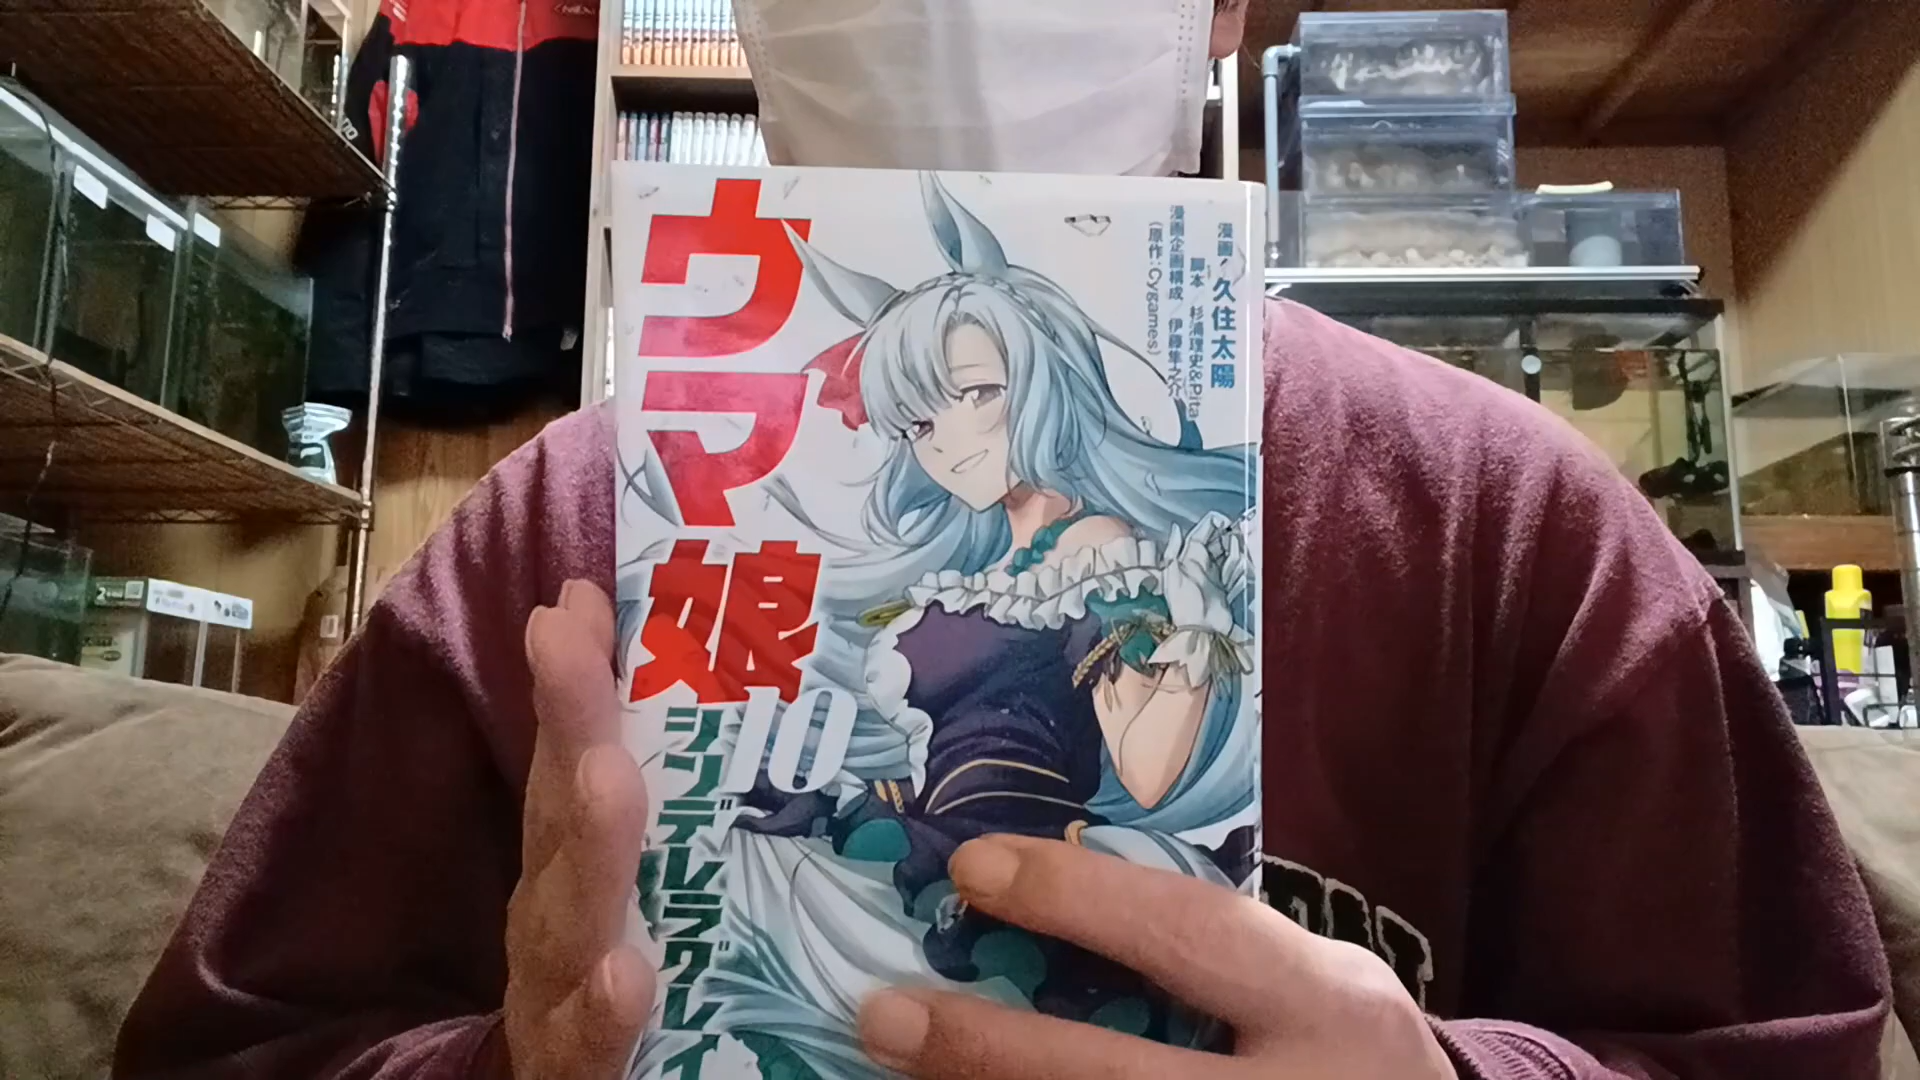 ウマ娘
シンデレラグレイ
10
漫画/久住太陽
脚本/杉浦理史&Pita
漫画企画構成/伊藤隼之介
(原作:Cygames)